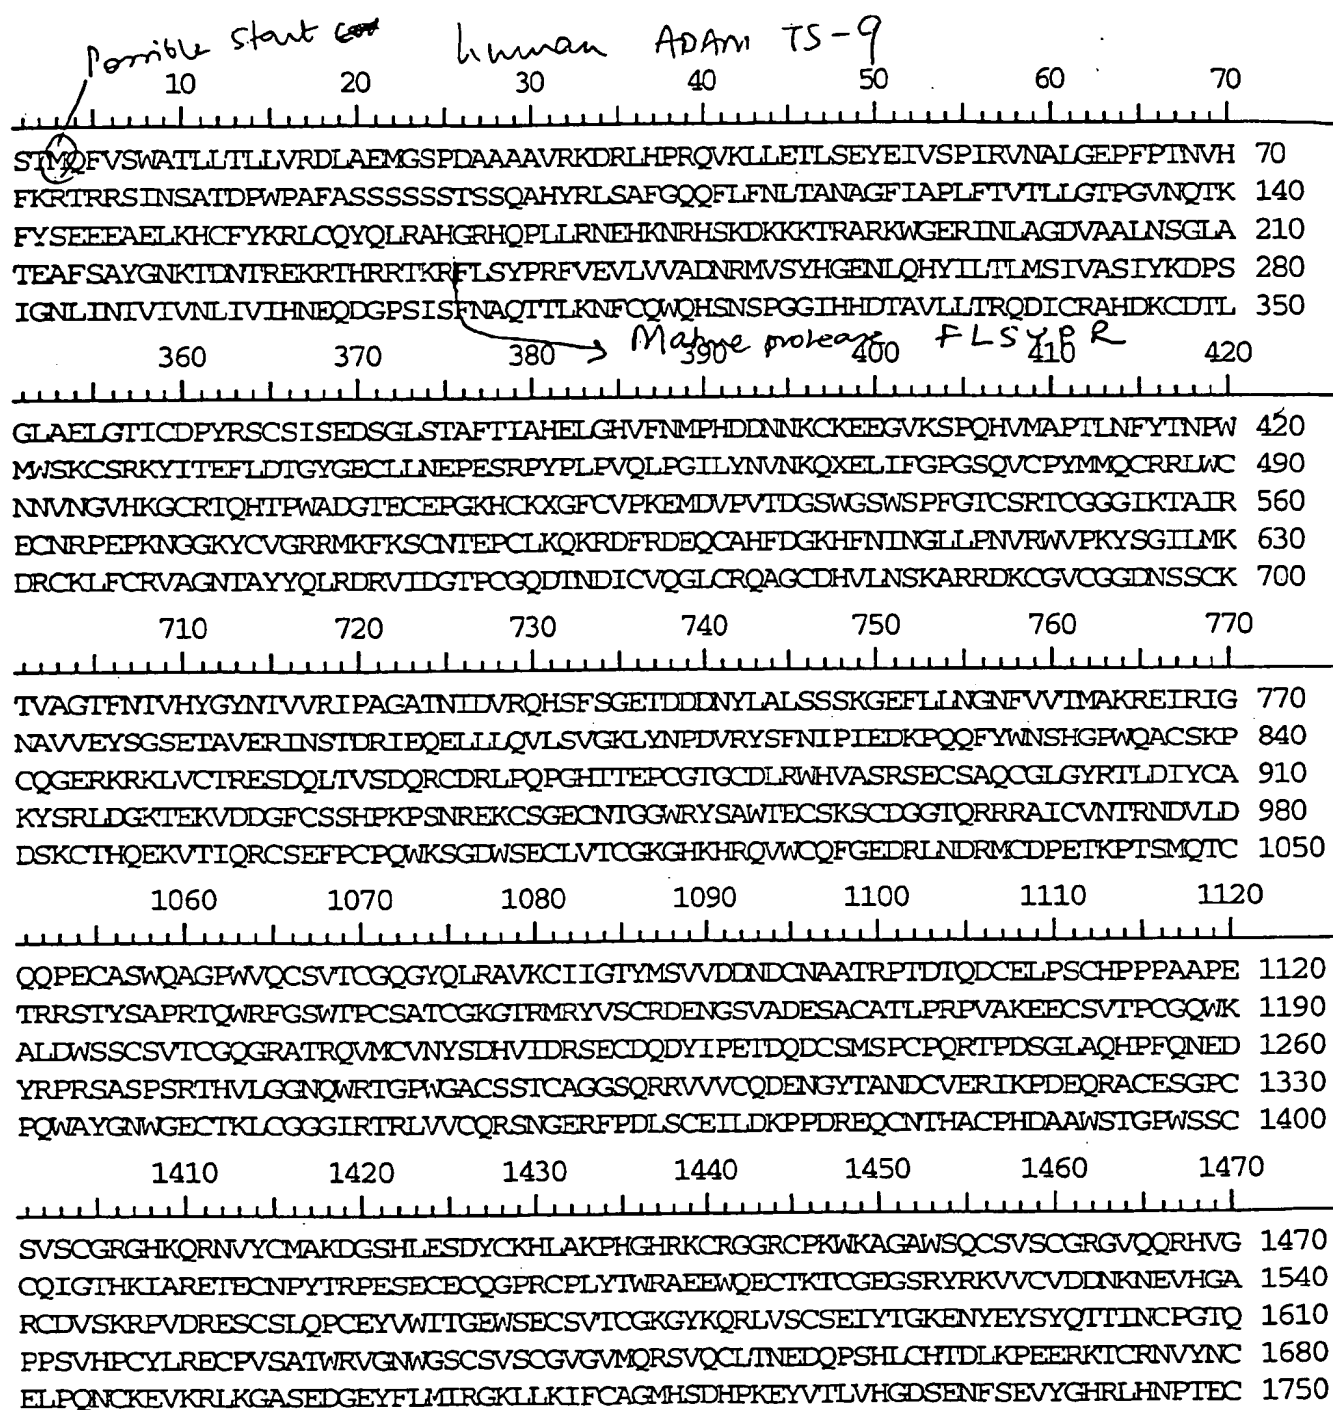 Possible start human ADAM TS-9
10 20 30 40 50 60 70
STMQFVSWATLLTLLVRDLAEMGSPDAAAAVRKDRLHPRQVKLLETLSEYEIVSPIRVNALGEPFPTNVH 70
FKRTRRSINSATDPWPAFASSSSSSTSSQAHYRLSAFGQQFLFNLTANAGFIAPLFTVTLLGTPGVNQTK 140
FYSEEEAELKHCFYKRLCQYQLRAHGRHQPLLRNEHKNRHSKDKKKTRARKWGERINLAGDVAALNSGLA 210
TEAFSAYGNKTDNTREKRTHRRTKRFLSYPRFVEVLVVADNRMVSYHGENLQHYILTLMSIVASIYKDPS 280
IGNLINIVIVNLIVIHNEQDGPSISFNAQTTLKNFCQWQHSNSPGGIHHDTAVLLTRQDICRAHDKCDTL 350
Mature protease FLSYPR
360 370 380 390 400 410 420
GLAELGTICDPYRSCSISEDSGLSTAFTIAHELGHVFNMPHDDNNKCKEEGVKSPQHVMAPTLNFYTNPW 420
MWSKCSRKYITEFLDTGYGECLLNEPESRPYPLPVQLPGILYNVNKQXELIFGPGSQVCPYMMQCRRLWC 490
NNVNGVHKGCRTQHTPWADGTECEPGKHCKXGFCVPKEMDVPVTDGSWGSWSPFGTCSRTCGGGIKTAIR 560
ECNRPEPKNGGKYCVGRRMKFKSCNTEPCLKQKRDFRDEQCAHFDGKHFNINGLLPNVRWVPKYSGILMK 630
DRCKLFCRVAGNTAYYQLRDRVIDGTPCGQDTNDICVQGLCRQAGCDHVLNSKARRDKCGVCGGDNSSCK 700
710 720 730 740 750 760 770
TVAGTFNTVHYGYNTVVRIPAGATNIDVRQHSFSGETDDDNYLALSSSKGEFLLNGNFVVTMAKREIRIG 770
NAVVEYSGSETAVERINSTDRIEQELLLQVLSVGKLYNPDVRYSFNIPIEDKPQQFYWNSHGPWQACSKP 840
CQGERKRKLVCTRESDQLTVSDQRCDRLPQPGHITEPCGTGCDLRWHVASRSECSAQCGLGYRTLDIYCA 910
KYSRLDGKTEKVDDGFCSSHPKPSNREKCSGECNTGGWRYSAWTECSKSCDGGTQRRRAICVNTRNDVLD 980
DSKCTHQEKVTIQRCSEFPCPQWKSGDWSECLVTCGKGHKHRQVWCQFGEDRLNDRMCDPETKPTSMQTC 1050
1060 1070 1080 1090 1100 1110 1120
QQPECASWQAGPWVQCSVTCGQGYQLRAVKCIIGTYMSVVDDNDCNAATRPTDTQDCELPSCHPPPAAPE 1120
TRRSTYSAPRTQWRFGSWTPCSATCGKGTRMRYVSCRDENGSVADESACATLPRPVAKEECSVTPCGQWK 1190
ALDWSSCSVTCGQGRATRQVMCVNYSDHVIDRSECDQDYIPETDQDCSMSPCPQRTPDSGLAQHPFQNED 1260
YRPRSASPSRTHVLGGNQWRTGPWGACSSTCAGGSQRRVVVCQDENGYTANDCVERIKPDEQRACESGPC 1330
PQWAYGNWGECTKLCGGGIRTRLVVCQRSNGERFPDLSCEILDKPPDREQCNTHACPHDAAWSTGPWSSC 1400
1410 1420 1430 1440 1450 1460 1470
SVSCGRGHKQRNVYCMAKDGSHLESDYCKHLAKPHGHRKCRGGRCPKWKAGAWSQCSVSCGRGVQQRHVG 1470
CQIGTHKIARETECNPYTRPESECECQGPRCPLYTWRAEEWQECTKTCGEGSRYRKVVCVDDNKNEVHGA 1540
RCDVSKRPVDRESCSLQPCEYVWITGEWSECSVTCGKGYKQRLVSCSEIYTGKENYEYSYQTTINCPGTQ 1610
PPSVHPCYLRECPVSATWRVGNWGSCSVSCGVGVMQRSVQCLTNEDQPSHLCHTDLKPEERKTCRNVYNC 1680
ELPQNCKEVKRLKGASEDGEYFLMIRGKLLKIFCAGMHSDHPKEYVTLVHGDSENFSEVYGHRLHNPTEC 1750